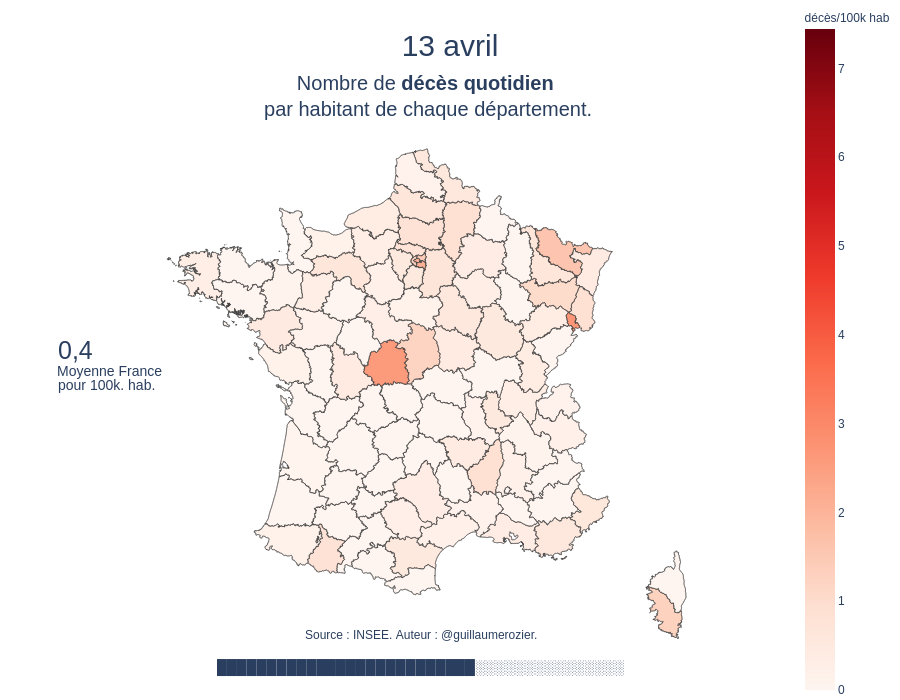 décès/100k hab
13 avril
Nombre de décès quotidien
par habitant de chaque département.
7
6
5
4
3
2
1
0
0,4
Moyenne France
pour 100k. hab.
Source : INSEE. Auteur : @guillaumerozier.